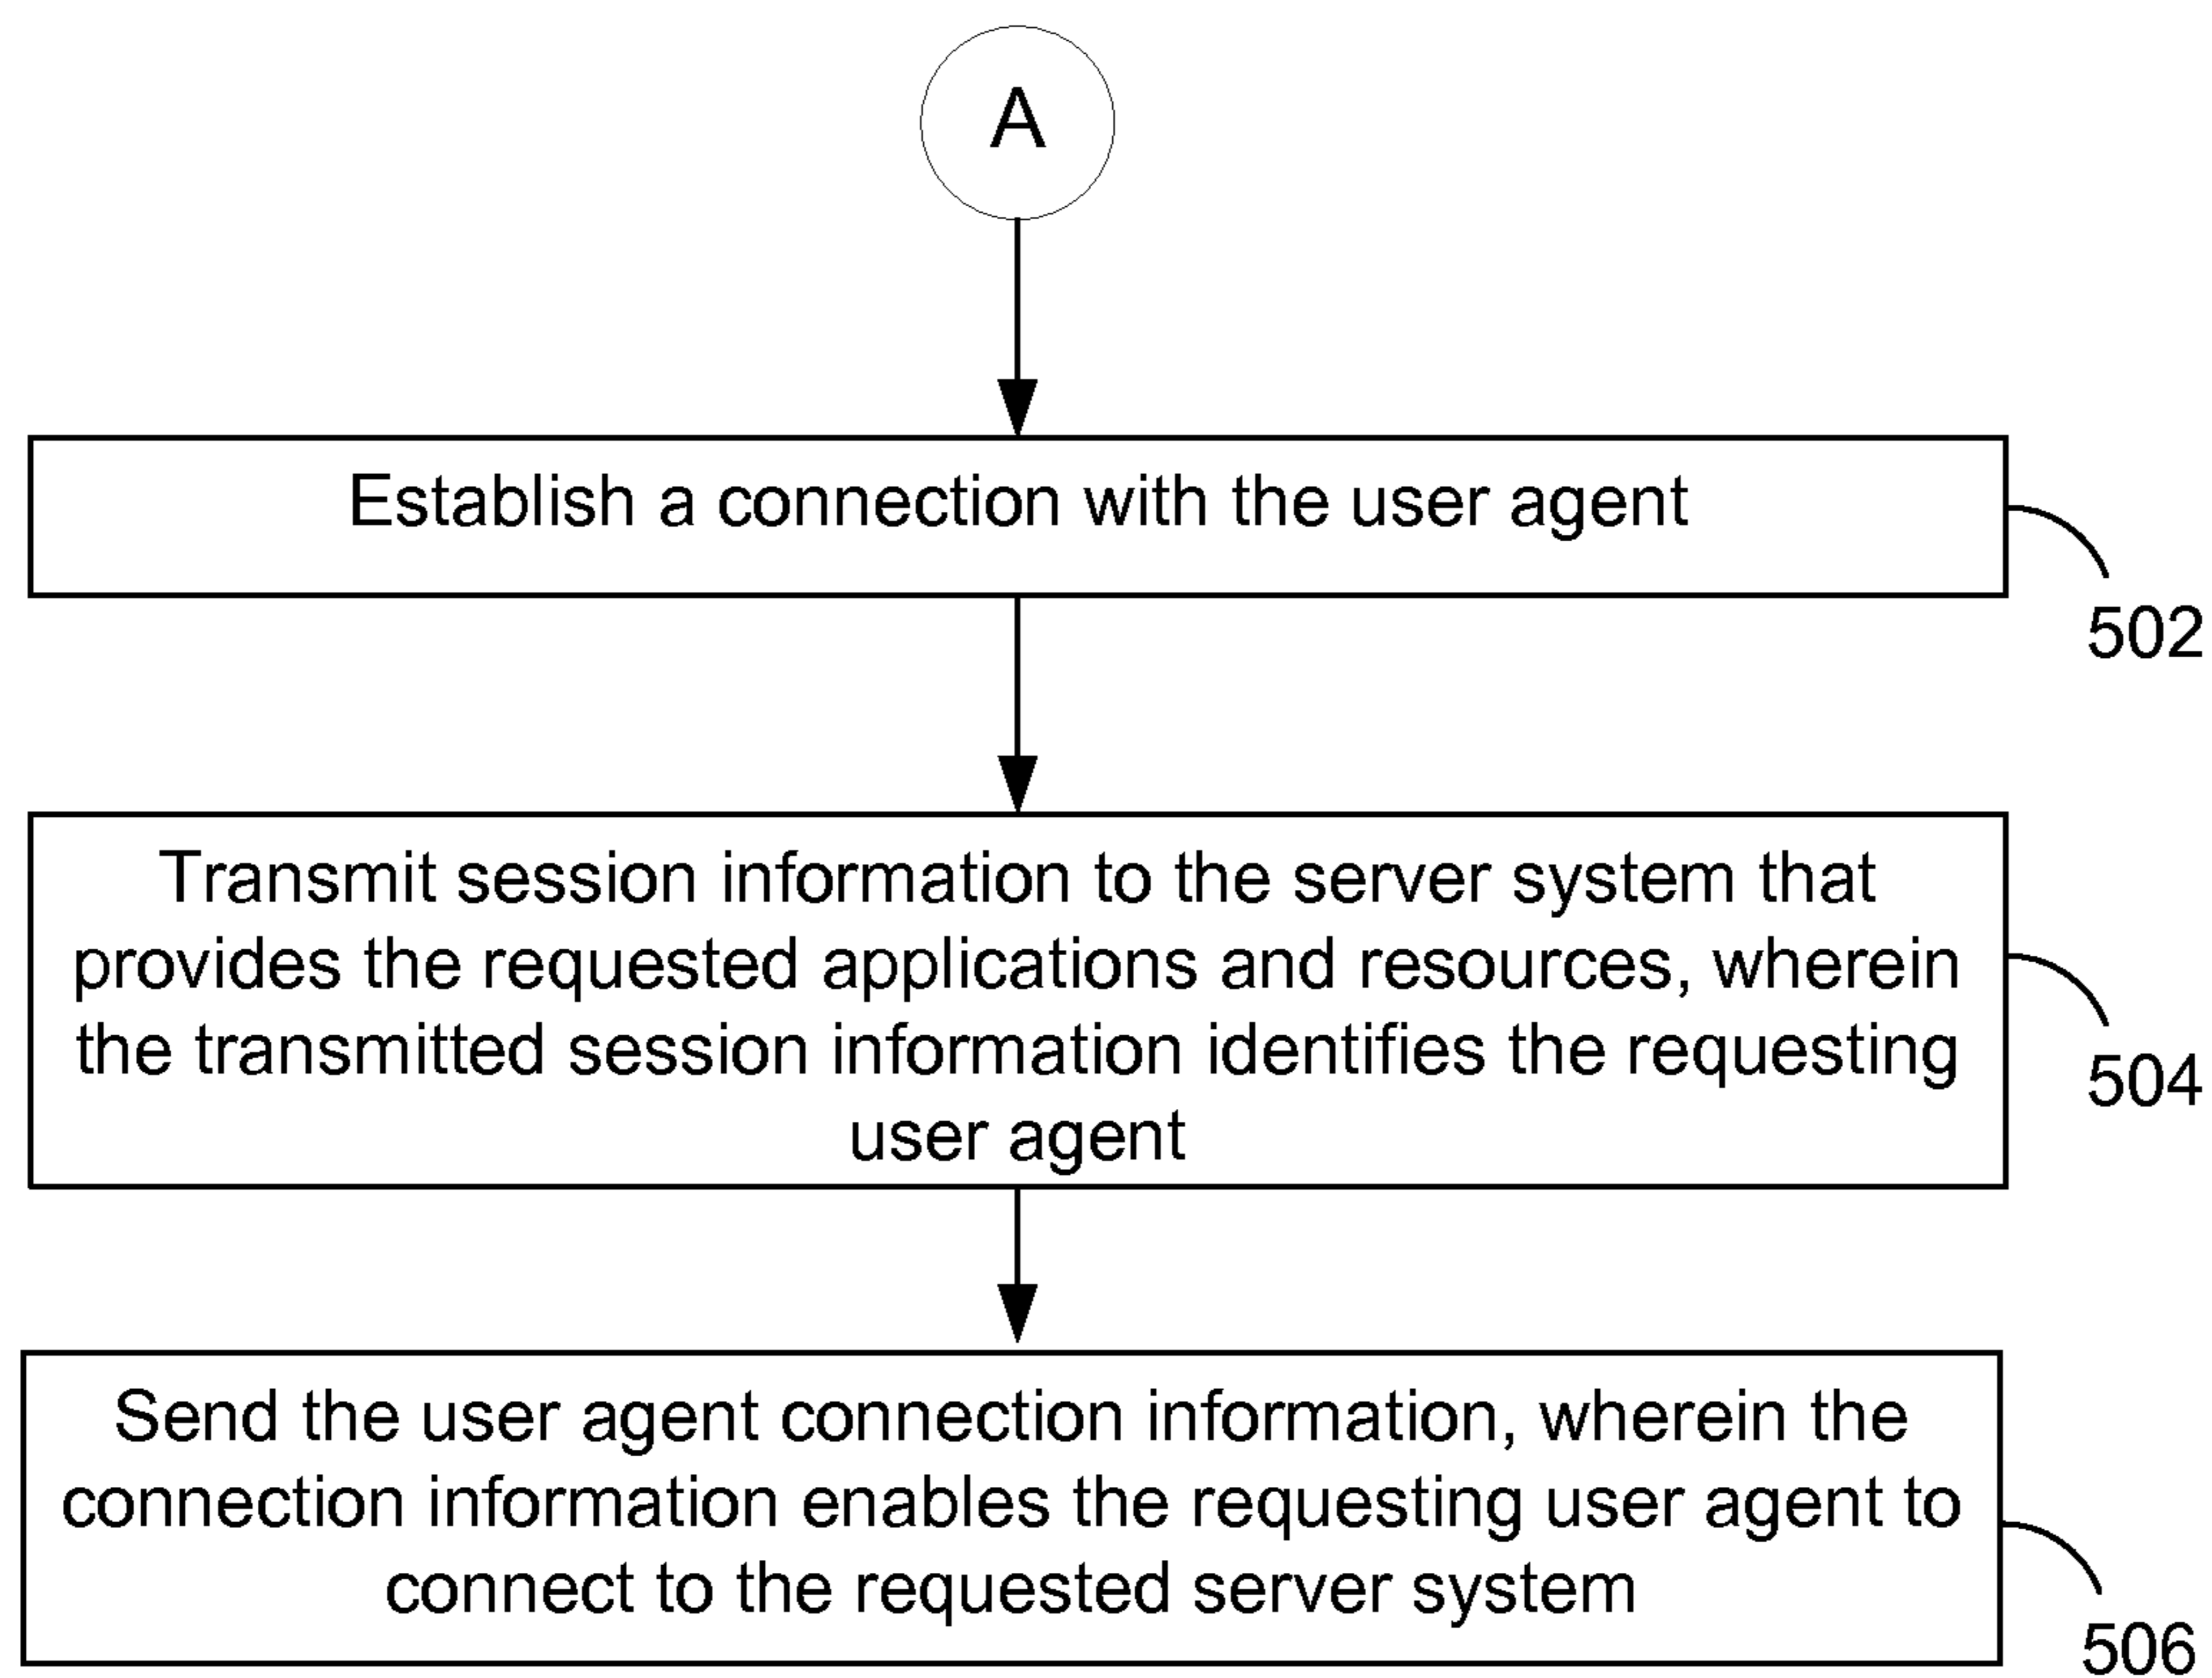 A
Establish a connection with the user agent
502
Transmit session information to the server system that
provides the requested applications and resources, wherein
the transmitted session information identifies the requesting
user agent
504
Send the user agent connection information, wherein the
connection information enables the requesting user agent to
connect to the requested server system
506